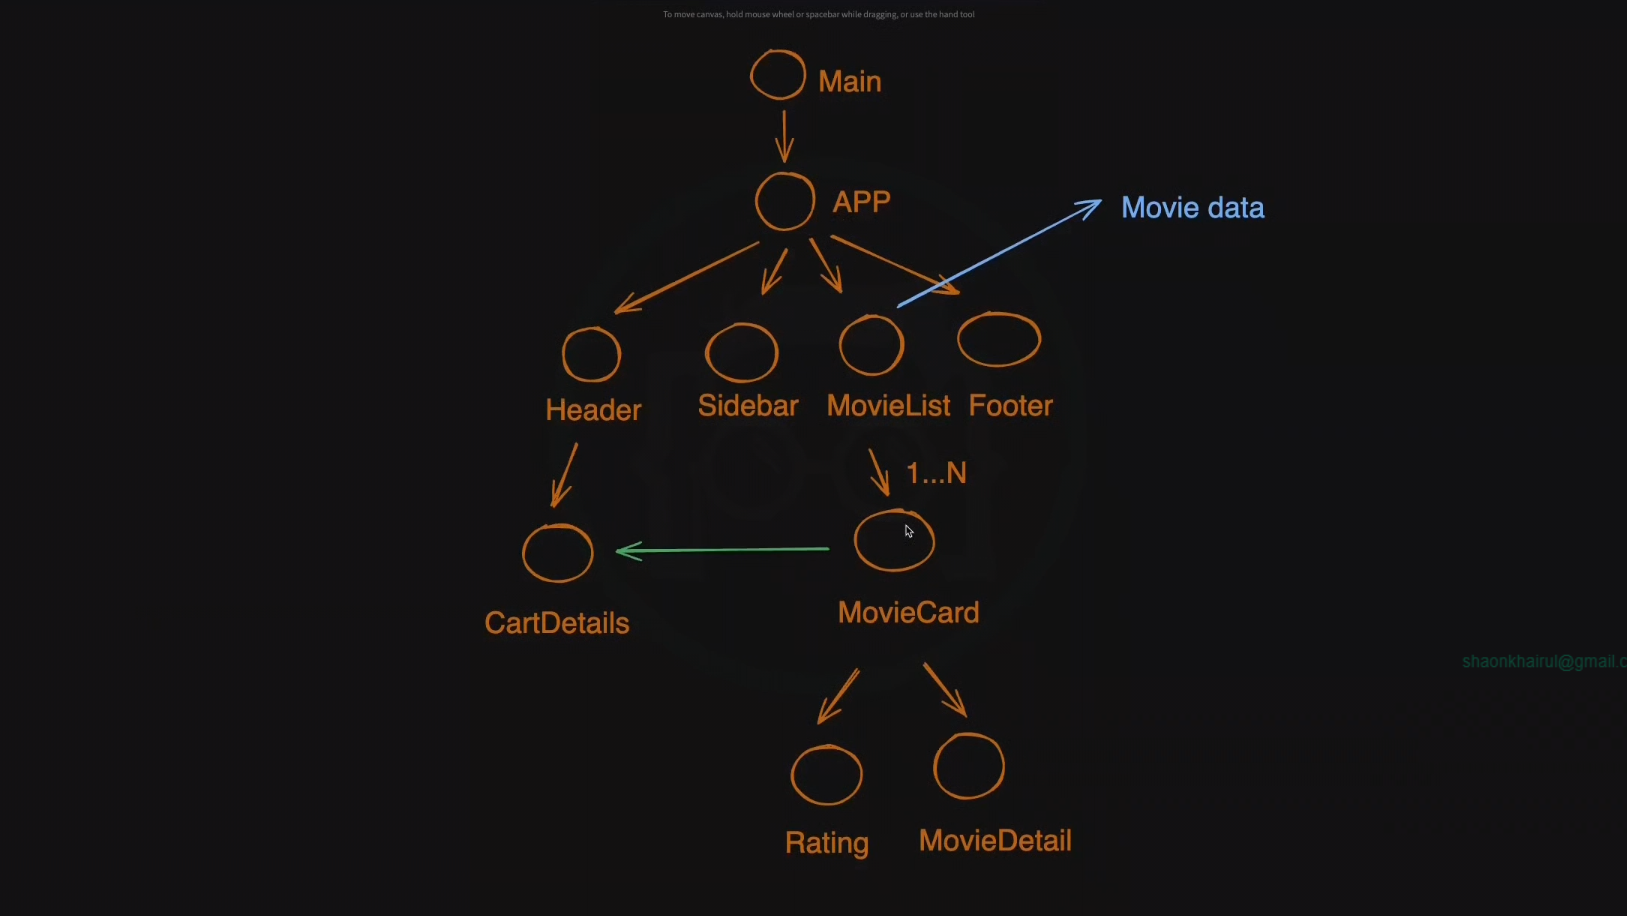 To move canvas, hold mouse wheel or spacebar while dragging, or use the hand tool
Main
APP
Movie data
Header
Sidebar
MovieList
Footer
1...N
CartDetails
MovieCard
shaonkhairul@gmail.c
Rating
MovieDetail